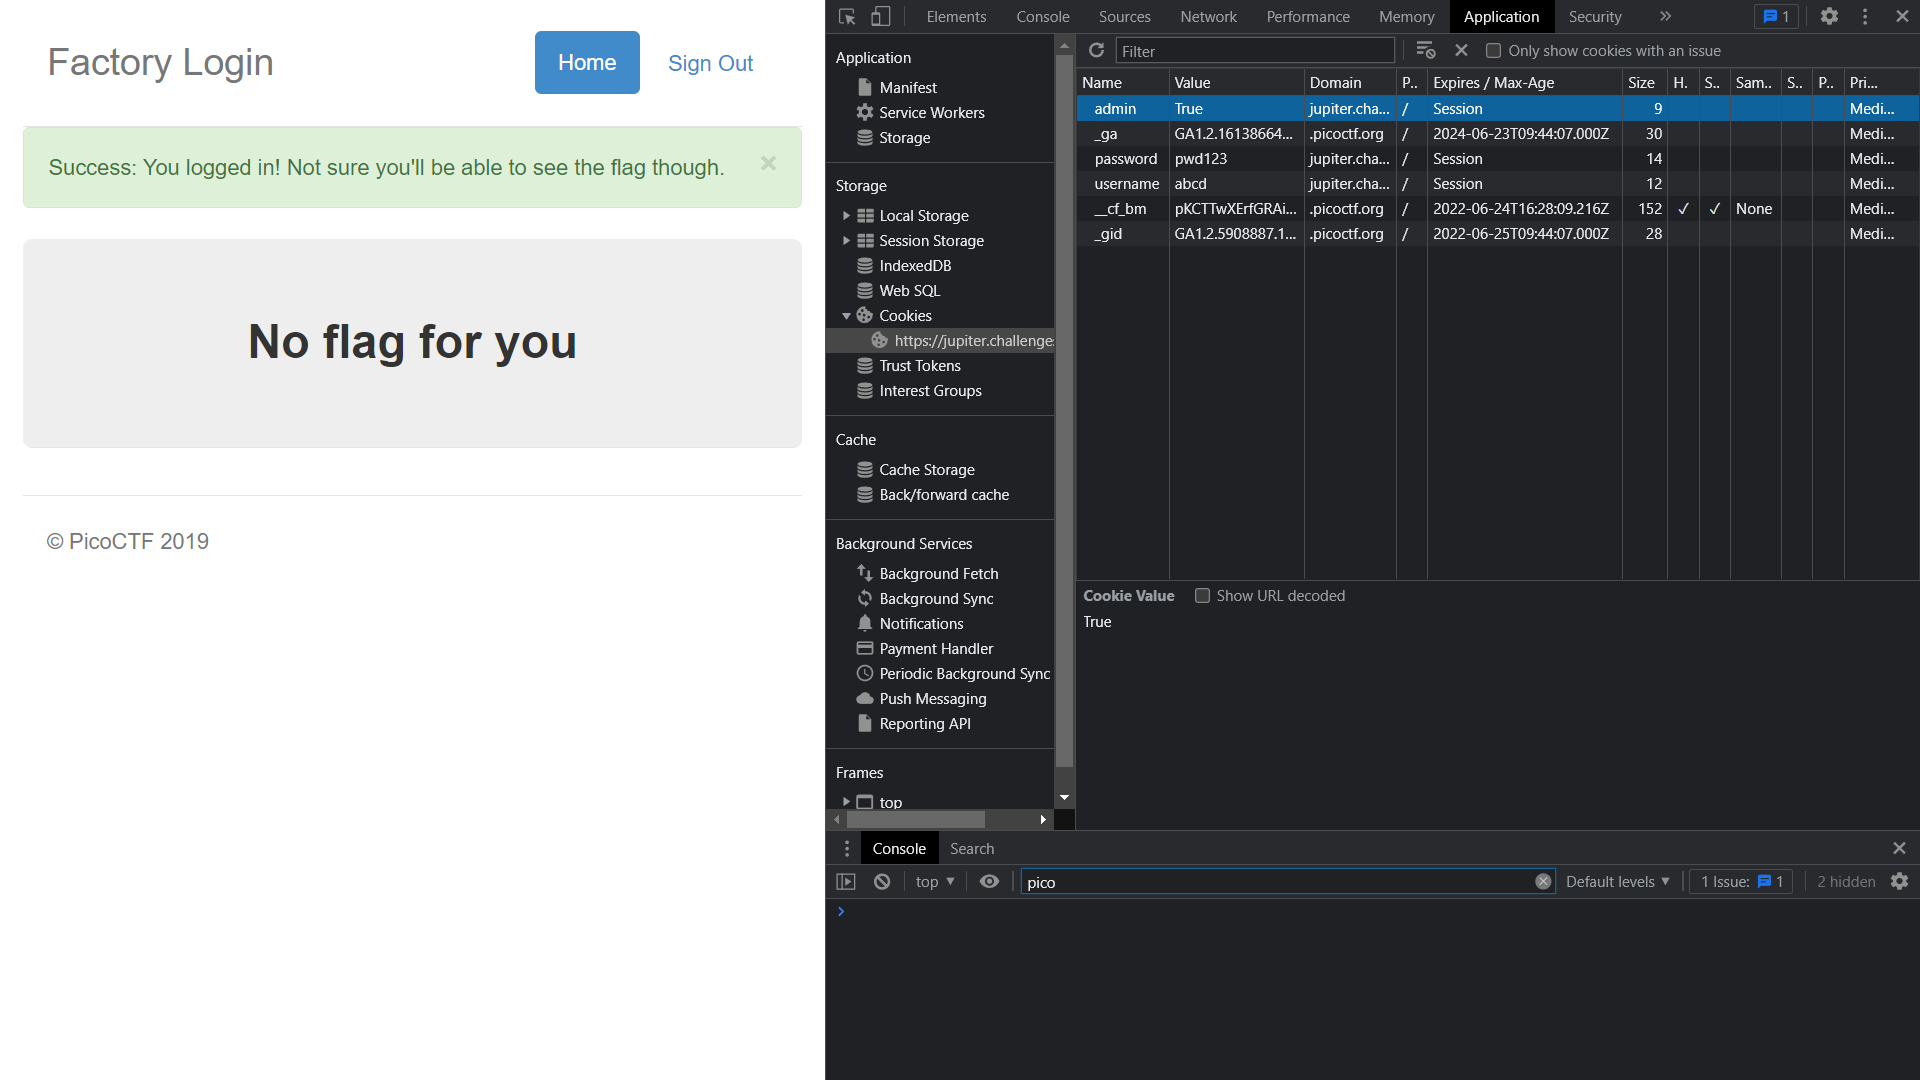 Factory Login
Home
Sign Out
Success: You logged in! Not sure you'll be able to see the flag though.
×
No flag for you
© PicoCTF 2019
Elements Console Sources Network Performance Memory Application Security » 1
Application
Manifest
Service Workers
Storage
Storage
Local Storage
Session Storage
IndexedDB
Web SQL
Cookies
https://jupiter.challenge
Trust Tokens
Interest Groups
Cache
Cache Storage
Back/forward cache
Background Services
Background Fetch
Background Sync
Notifications
Payment Handler
Periodic Background Sync
Push Messaging
Reporting API
Frames
top
Filter
Only show cookies with an issue
Name Value Domain P.. Expires / Max-Age Size H. S.. Sam.. S.. P.. Pri...
admin True jupiter.cha... / Session 9 Medi...
_ga GA1.2.16138664... .picoctf.org / 2024-06-23T09:44:07.000Z 30 Medi...
password pwd123 jupiter.cha... / Session 14 Medi...
username abcd jupiter.cha... / Session 12 Medi...
__cf_bm pKCTTwXErfGRAi... .picoctf.org / 2022-06-24T16:28:09.216Z 152 ✓ ✓ None Medi...
_gid GA1.2.5908887.1... .picoctf.org / 2022-06-25T09:44:07.000Z 28 Medi...
Cookie Value Show URL decoded
True
Console Search
top pico Default levels 1 Issue: 1 2 hidden